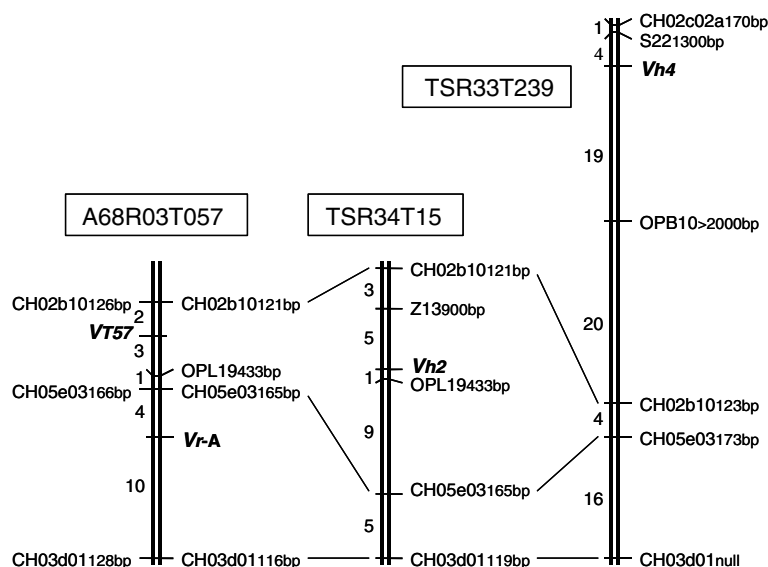 A68R03T057
CH02b10126bp
CH02b10121bp
2
VT57
3
OPL19433bp
1
CH05e03166bp
CH05e03165bp
4
Vr-A
10
CH03d01128bp
CH03d01116bp
TSR34T15
CH02b10121bp
3
Z13900bp
5
Vh2
1
OPL19433bp
9
CH05e03165bp
5
CH03d01119bp
TSR33T239
CH02c02a170bp
1
S221300bp
4
Vh4
19
OPB10>2000bp
20
CH02b10123bp
4
CH05e03173bp
16
CH03d01null